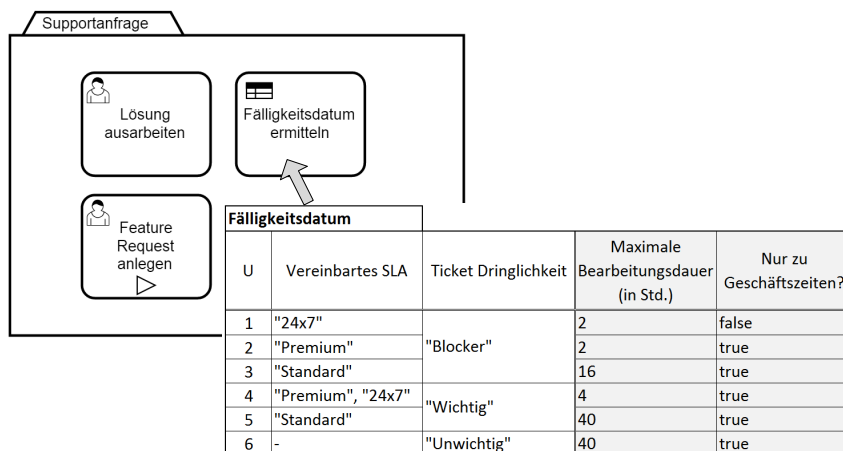 Supportanfrage
Lösung
ausarbeiten
Fälligkeitsdatum
ermitteln
Feature
Request
anlegen
Fälligkeitsdatum
U
Vereinbartes SLA
Ticket Dringlichkeit
Maximale
Bearbeitungsdauer
(in Std.)
Nur zu
Geschäftszeiten?
1 "24x7" 2 false
2 "Premium" "Blocker" 2 true
3 "Standard" 16 true
4 "Premium", "24x7" "Wichtig" 4 true
5 "Standard" 40 true
6 - "Unwichtig" 40 true